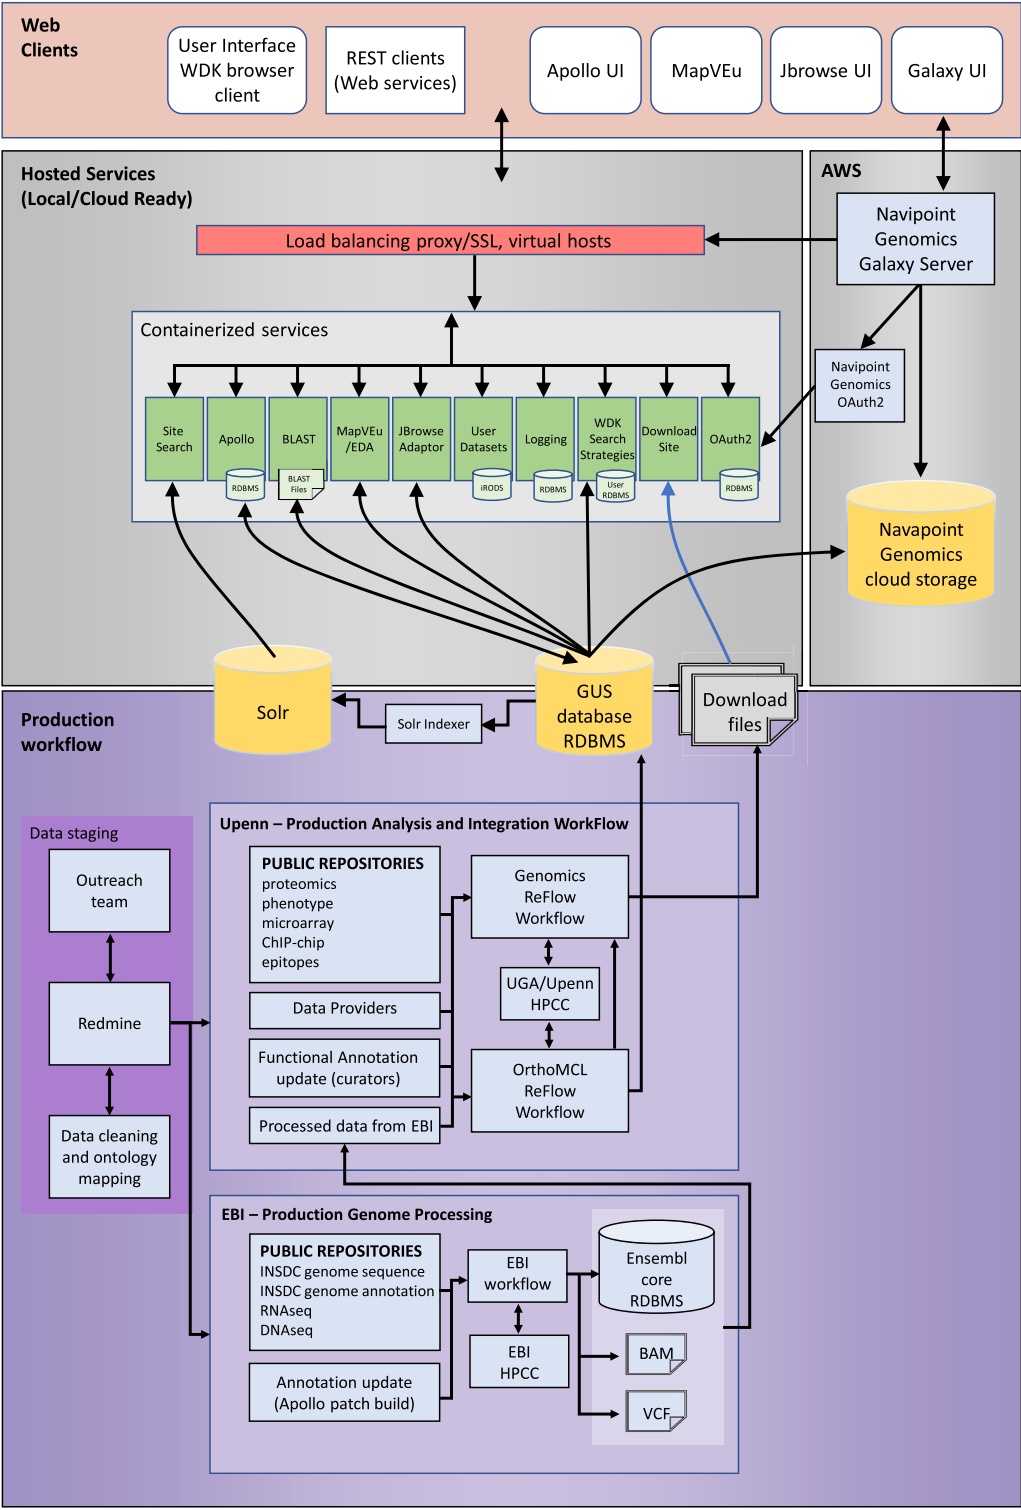 Web
Clients
User Interface
WDK browser
client
REST clients
(Web services)
Apollo UI
MapVEu
Jbrowse UI
Galaxy UI
Hosted Services
(Local/Cloud Ready)
AWS
Navipoint
Genomics
Galaxy Server
Load balancing proxy/SSL, virtual hosts
Containerized services
Navipoint
Genomics
OAuth2
Site
Search
Apollo
RDBMS
BLAST
BLAST
Files
MapVEu
/EDA
JBrowse
Adaptor
User
Datasets
iRODS
Logging
RDBMS
WDK
Search
Strategies
User
RDBMS
Download
Site
OAuth2
RDBMS
Navapoint
Genomics
cloud storage
Solr
Solr Indexer
GUS
database
RDBMS
Download
files
Production
workflow
Data staging
Outreach
team
Redmine
Data cleaning
and ontology
mapping
Upenn – Production Analysis and Integration WorkFlow
PUBLIC REPOSITORIES
proteomics
phenotype
microarray
ChIP-chip
epitopes
Data Providers
Functional Annotation
update (curators)
Processed data from EBI
Genomics
ReFlow
Workflow
UGA/Upenn
HPCC
OrthoMCL
ReFlow
Workflow
EBI – Production Genome Processing
PUBLIC REPOSITORIES
INSDC genome sequence
INSDC genome annotation
RNAseq
DNAseq
Annotation update
(Apollo patch build)
EBI
workflow
EBI
HPCC
Ensembl
core
RDBMS
BAM
VCF